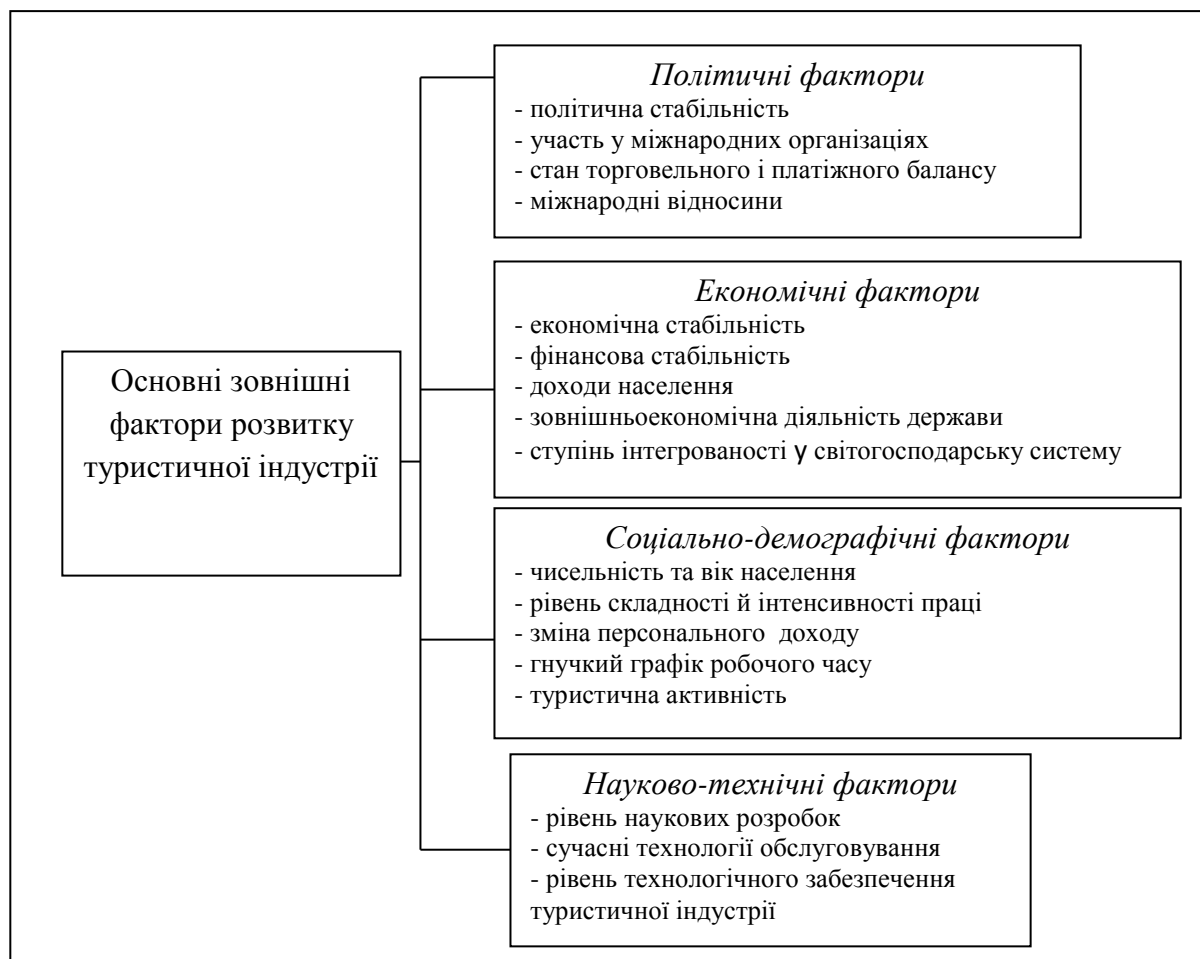 Основні зовнішні
фактори розвитку
туристичної індустрії
Політичні фактори
- політична стабільність
- участь у міжнародних організаціях
- стан торговельного і платіжного балансу
- міжнародні відносини
Економічні фактори
- економічна стабільність
- фінансова стабільність
- доходи населення
- зовнішньоекономічна діяльність держави
- ступінь інтегрованості у світогосподарську систему
Соціально-демографічні фактори
- чисельність та вік населення
- рівень складності й інтенсивності праці
- зміна персонального  доходу
- гнучкий графік робочого часу
- туристична активність
Науково-технічні фактори
- рівень наукових розробок
- сучасні технології обслуговування
- рівень технологічного забезпечення
туристичної індустрії